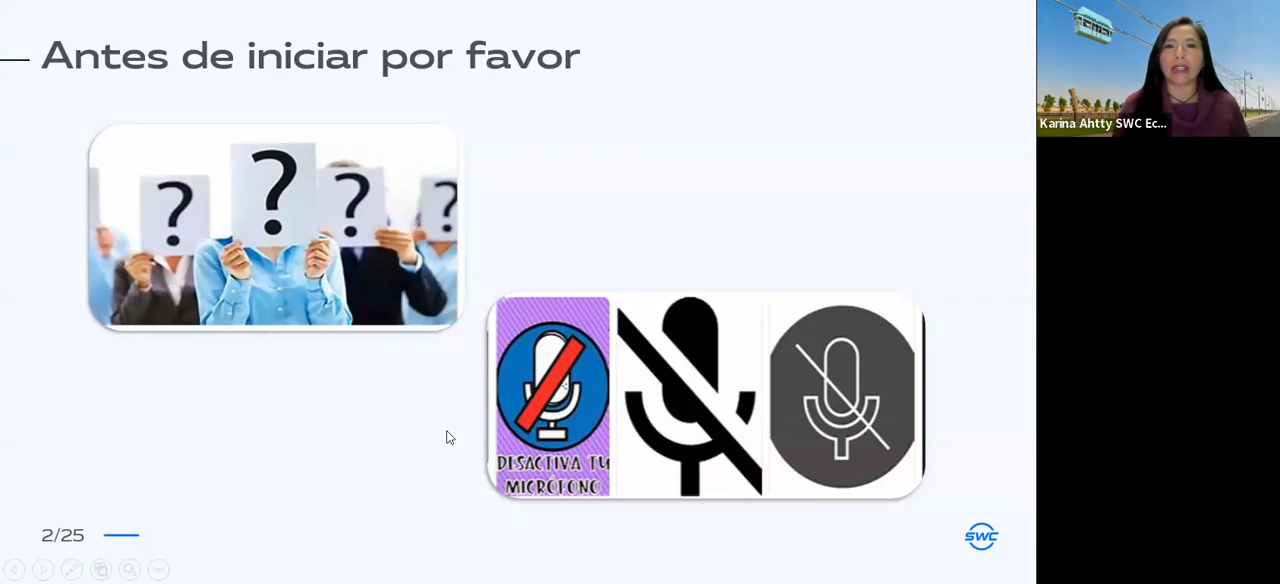 Antes de iniciar por favor
?
?
?
?
DESACTIVA TU
MICROFONO
2/25
SWC
Karina Ahtty SWC Ec...